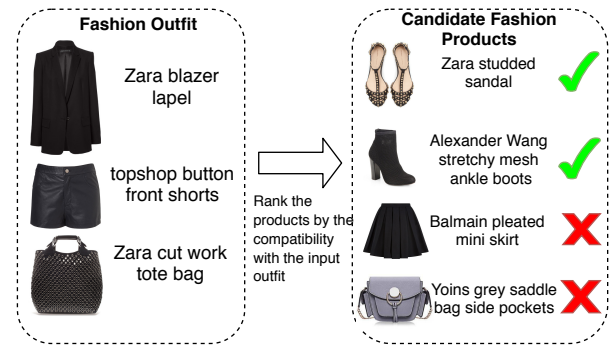 Fashion Outfit
Zara blazer
lapel
topshop button
front shorts
Zara cut work
tote bag
Rank the
products by the
compatibility
with the input
outfit
Candidate Fashion
Products
Zara studded
sandal
Alexander Wang
stretchy mesh
ankle boots
Balmain pleated
mini skirt
Yoins grey saddle
bag side pockets